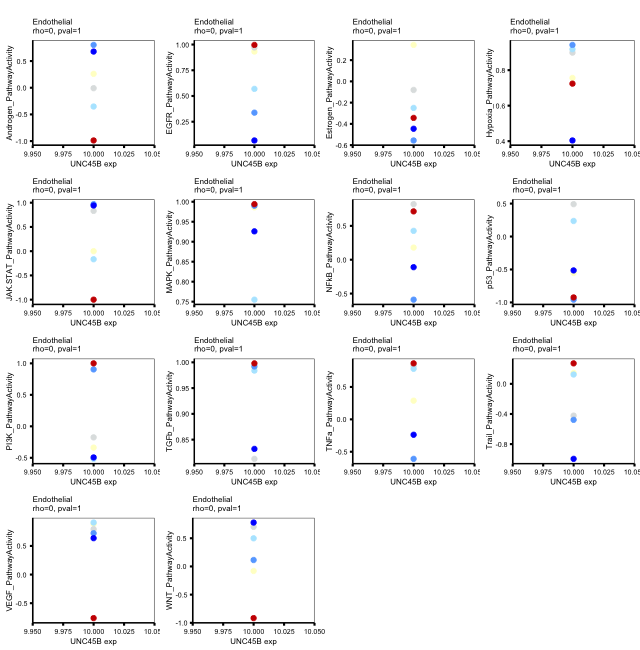 Endothelial
rho=0, pval=1
Androgen_PathwayActivity
0.5
0.0
-0.5
-1.0
9.950 9.975 10.000 10.025 10.05
UNC45B exp
Endothelial
rho=0, pval=1
EGFR_PathwayActivity
1.00
0.75
0.50
0.25
9.950 9.975 10.000 10.025 10.05
UNC45B exp
Endothelial
rho=0, pval=1
Estrogen_PathwayActivity
0.2
0.0
-0.2
-0.4
-0.6
9.950 9.975 10.000 10.025 10.05
UNC45B exp
Endothelial
rho=0, pval=1
Hypoxia_PathwayActivity
0.8
0.6
0.4
9.950 9.975 10.000 10.025 10.05
UNC45B exp
Endothelial
rho=0, pval=1
JAK.STAT_PathwayActivity
1.0
0.5
0.0
-0.5
-1.0
9.950 9.975 10.000 10.025 10.05
UNC45B exp
Endothelial
rho=0, pval=1
MAPK_PathwayActivity
1.00
0.95
0.90
0.85
0.80
0.75
9.950 9.975 10.000 10.025 10.05
UNC45B exp
Endothelial
rho=0, pval=1
NFkB_PathwayActivity
0.5
0.0
-0.5
9.950 9.975 10.000 10.025 10.05
UNC45B exp
Endothelial
rho=0, pval=1
p53_PathwayActivity
0.5
0.0
-0.5
-1.0
9.950 9.975 10.000 10.025 10.05
UNC45B exp
Endothelial
rho=0, pval=1
PI3K_PathwayActivity
1.0
0.5
0.0
-0.5
9.950 9.975 10.000 10.025 10.05
UNC45B exp
Endothelial
rho=0, pval=1
TGFb_PathwayActivity
1.00
0.95
0.90
0.85
9.950 9.975 10.000 10.025 10.05
UNC45B exp
Endothelial
rho=0, pval=1
TNFa_PathwayActivity
0.5
0.0
-0.5
9.950 9.975 10.000 10.025 10.05
UNC45B exp
Endothelial
rho=0, pval=1
Trail_PathwayActivity
0.0
-0.4
-0.8
9.950 9.975 10.000 10.025 10.05
UNC45B exp
Endothelial
rho=0, pval=1
VEGF_PathwayActivity
0.5
0.0
-0.5
9.950 9.975 10.000 10.025 10.05
UNC45B exp
Endothelial
rho=0, pval=1
WNT_PathwayActivity
0.5
0.0
-0.5
-1.0
9.950 9.975 10.000 10.025 10.050
UNC45B exp